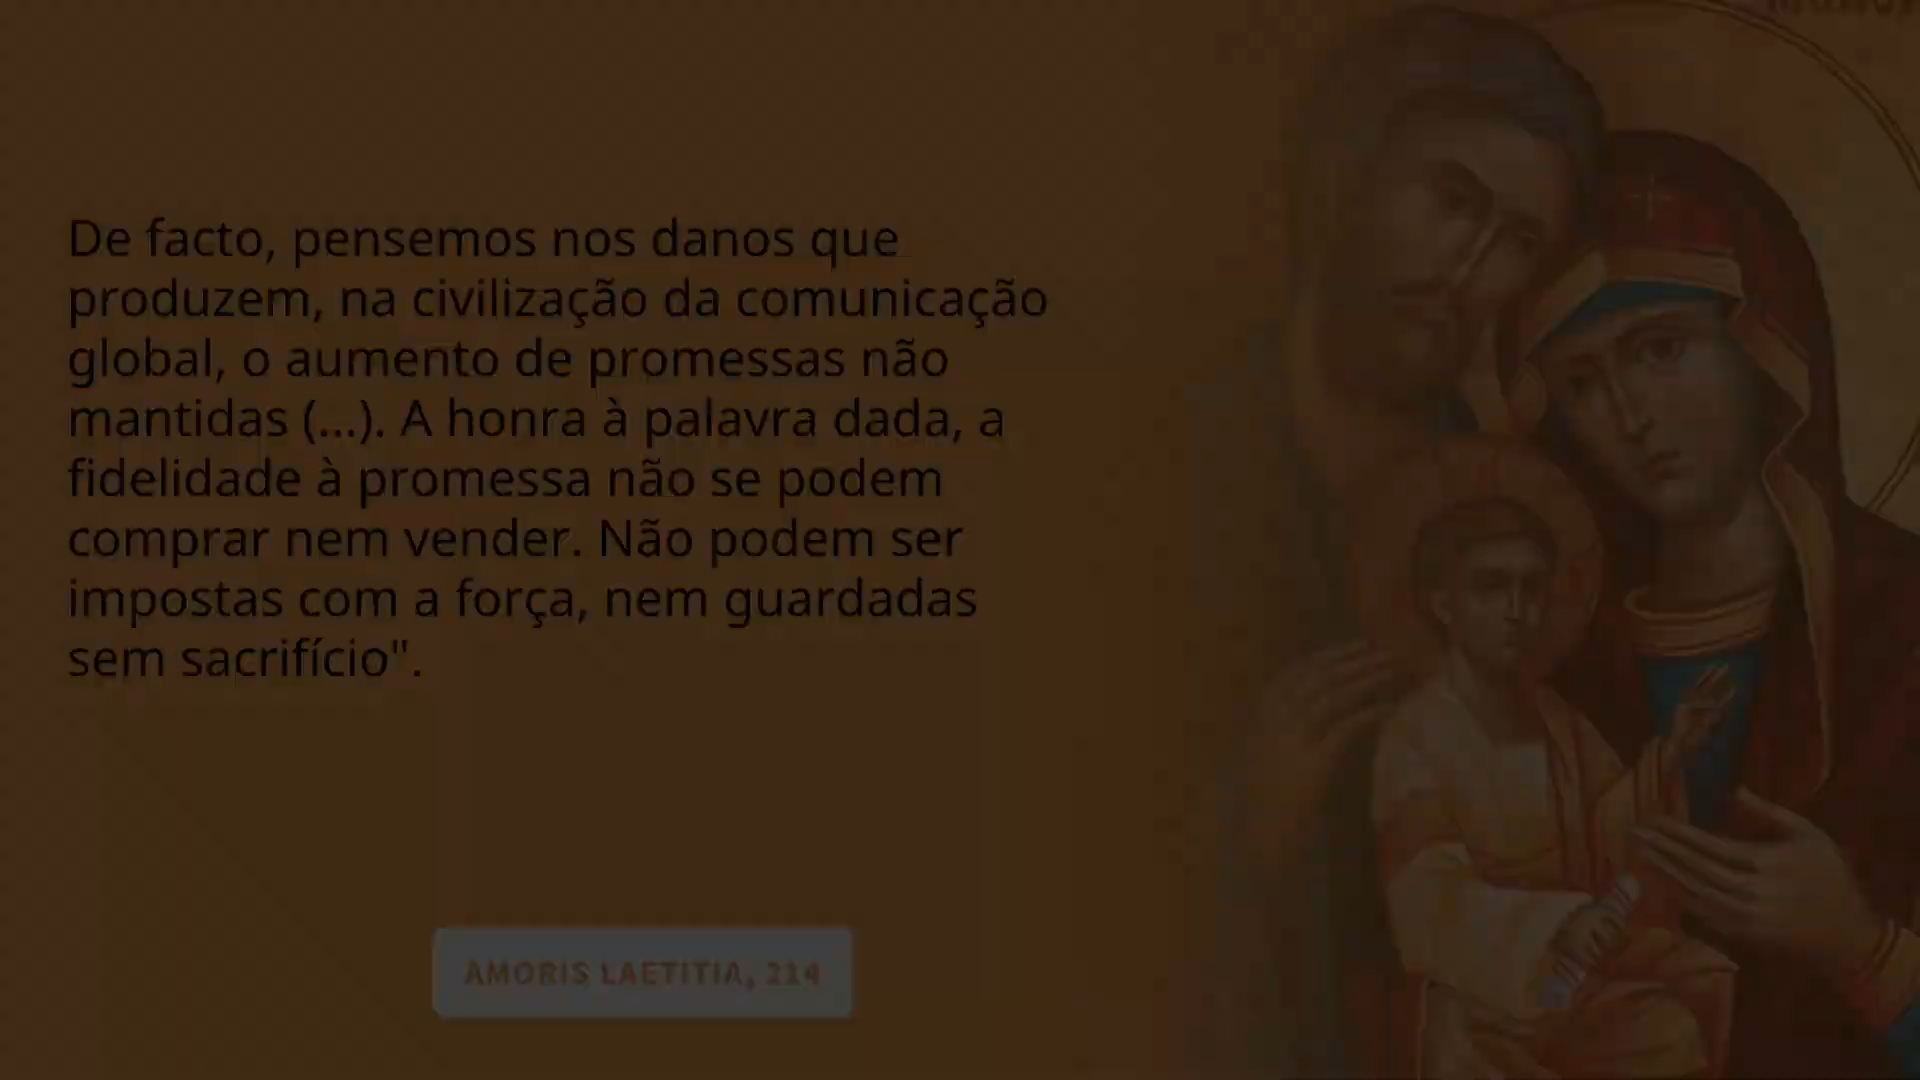 De facto, pensemos nos danos que
produzem, na civilização da comunicação
global, o aumento de promessas não
mantidas (...). A honra à palavra dada, a
fidelidade à promessa não se podem
comprar nem vender. Não podem ser
impostas com a força, nem guardadas
sem sacrifício".
AMORIS LAETITIA, 214